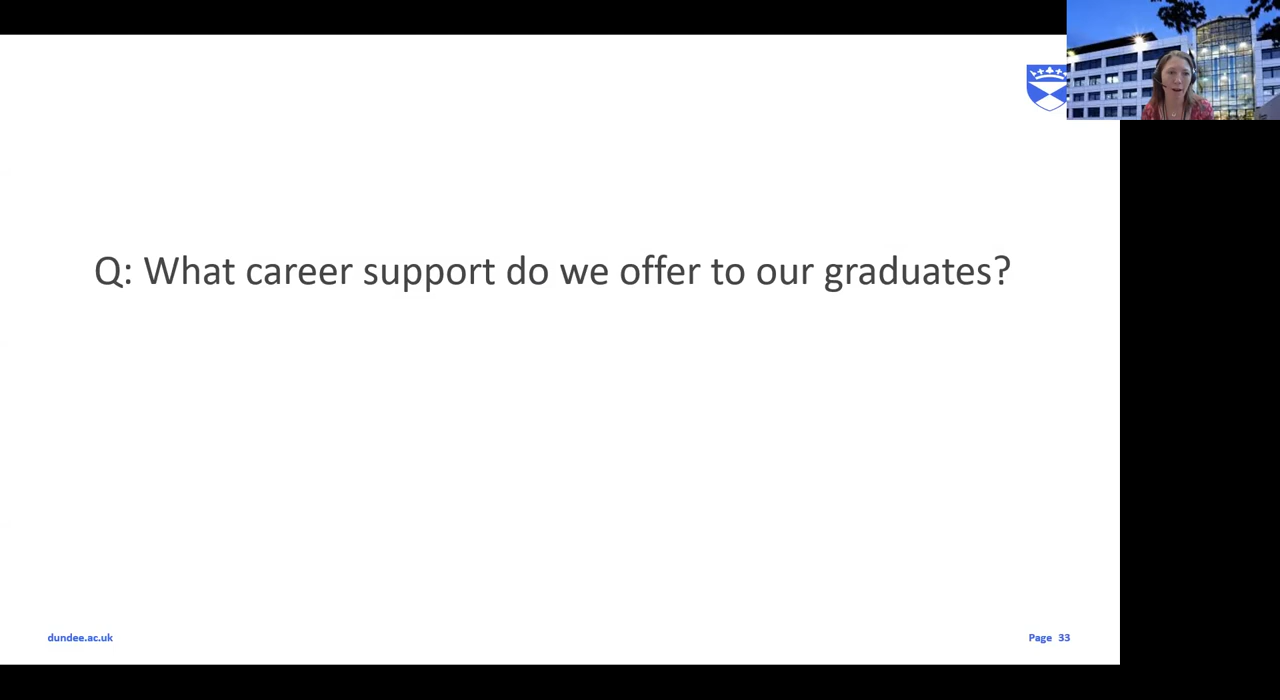 Q: What career support do we offer to our graduates?
dundee.ac.uk
Page 33